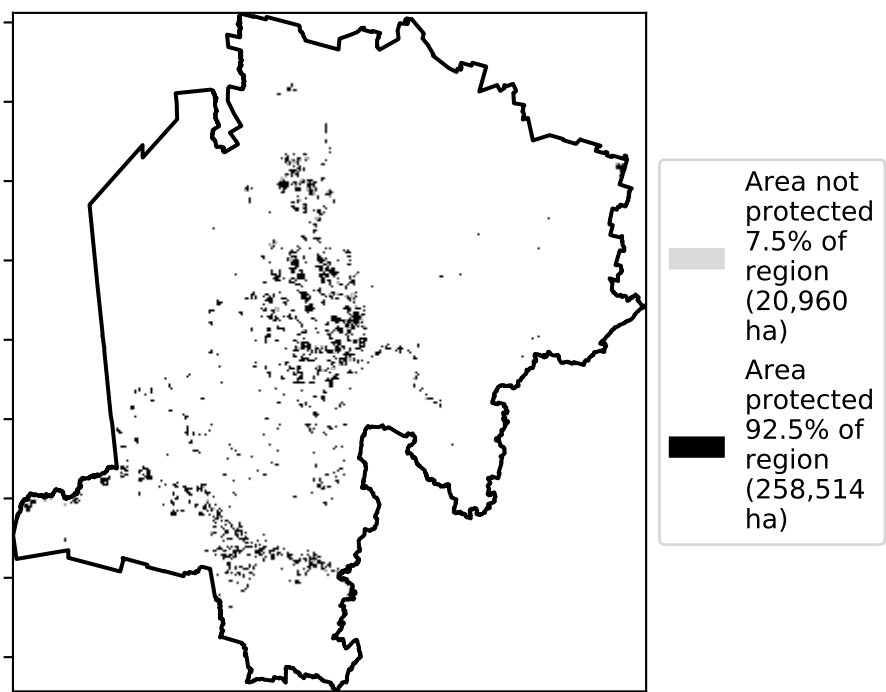 Area not
protected
7.5% of
region
(20,960
ha)
Area
protected
92.5% of
region
(258,514
ha)